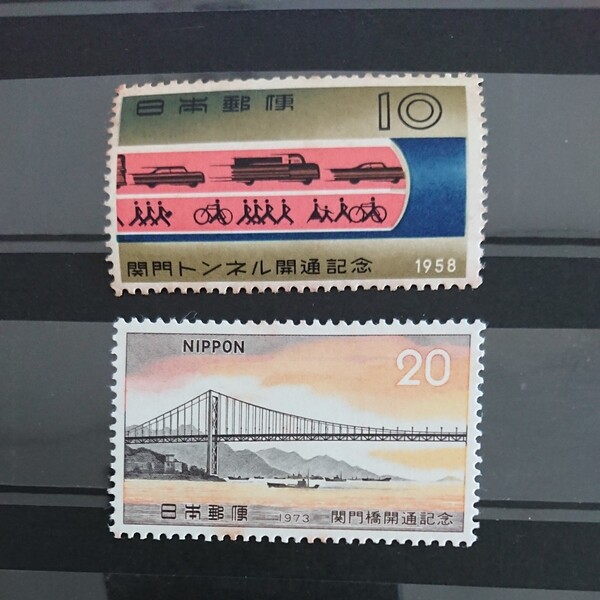 日本郵便 10
関門トンネル開通記念 1958
NIPPON 20
日本郵便 1973 関門橋開通記念